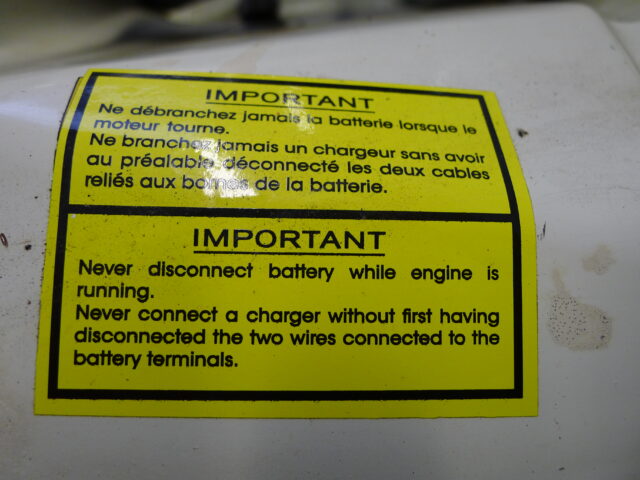 IMPORTANT
Ne débranchez jamais la batterie lorsque le
moteur tourne.
Ne branchez jamais un chargeur sans avoir
au préalable déconnecté les deux cables
reliés aux bornes de la batterie.
IMPORTANT
Never disconnect battery while engine is
running.
Never connect a charger without first having
disconnected the two wires connected to the
battery terminals.